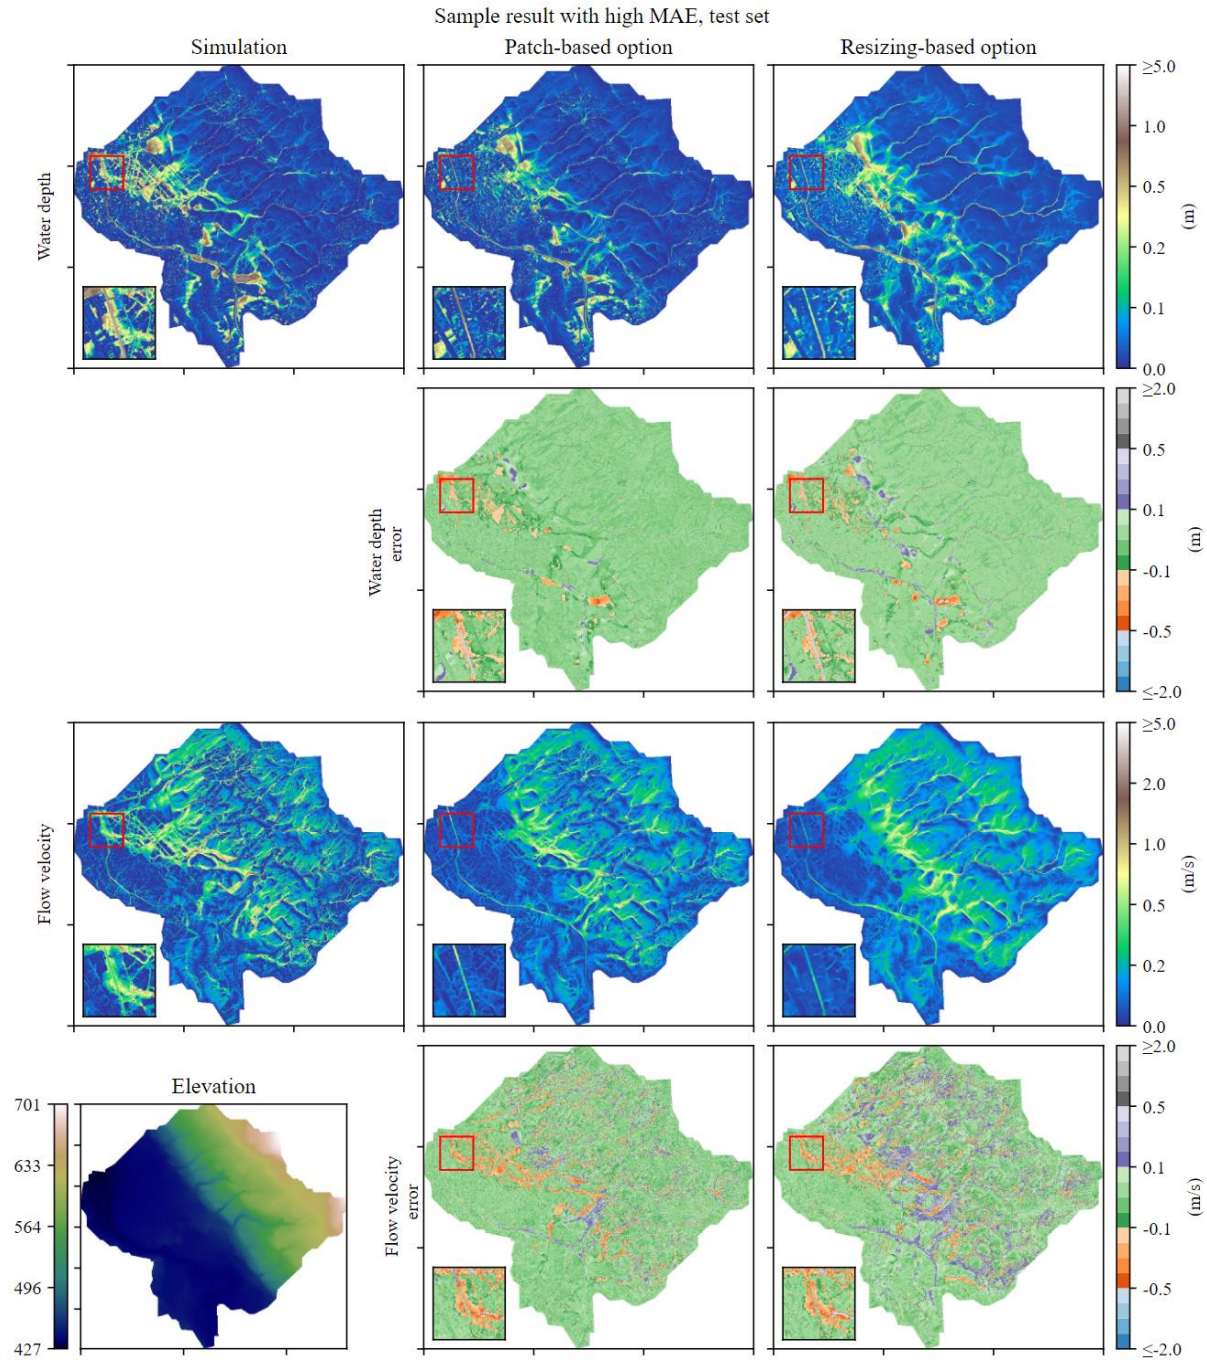 Sample result with high MAE, test set
Simulation
Patch-based option
Resizing-based option
Water depth
≥5.0
1.0
0.5
0.2
0.1
0.0
(m)
Water depth
error
≥2.0
0.5
0.1
-0.1
-0.5
≤-2.0
(m)
Flow velocity
≥5.0
2.0
1.0
0.5
0.2
0.0
(m/s)
Elevation
701
633
564
496
427
Flow velocity
error
≥2.0
0.5
0.1
-0.1
-0.5
≤-2.0
(m/s)